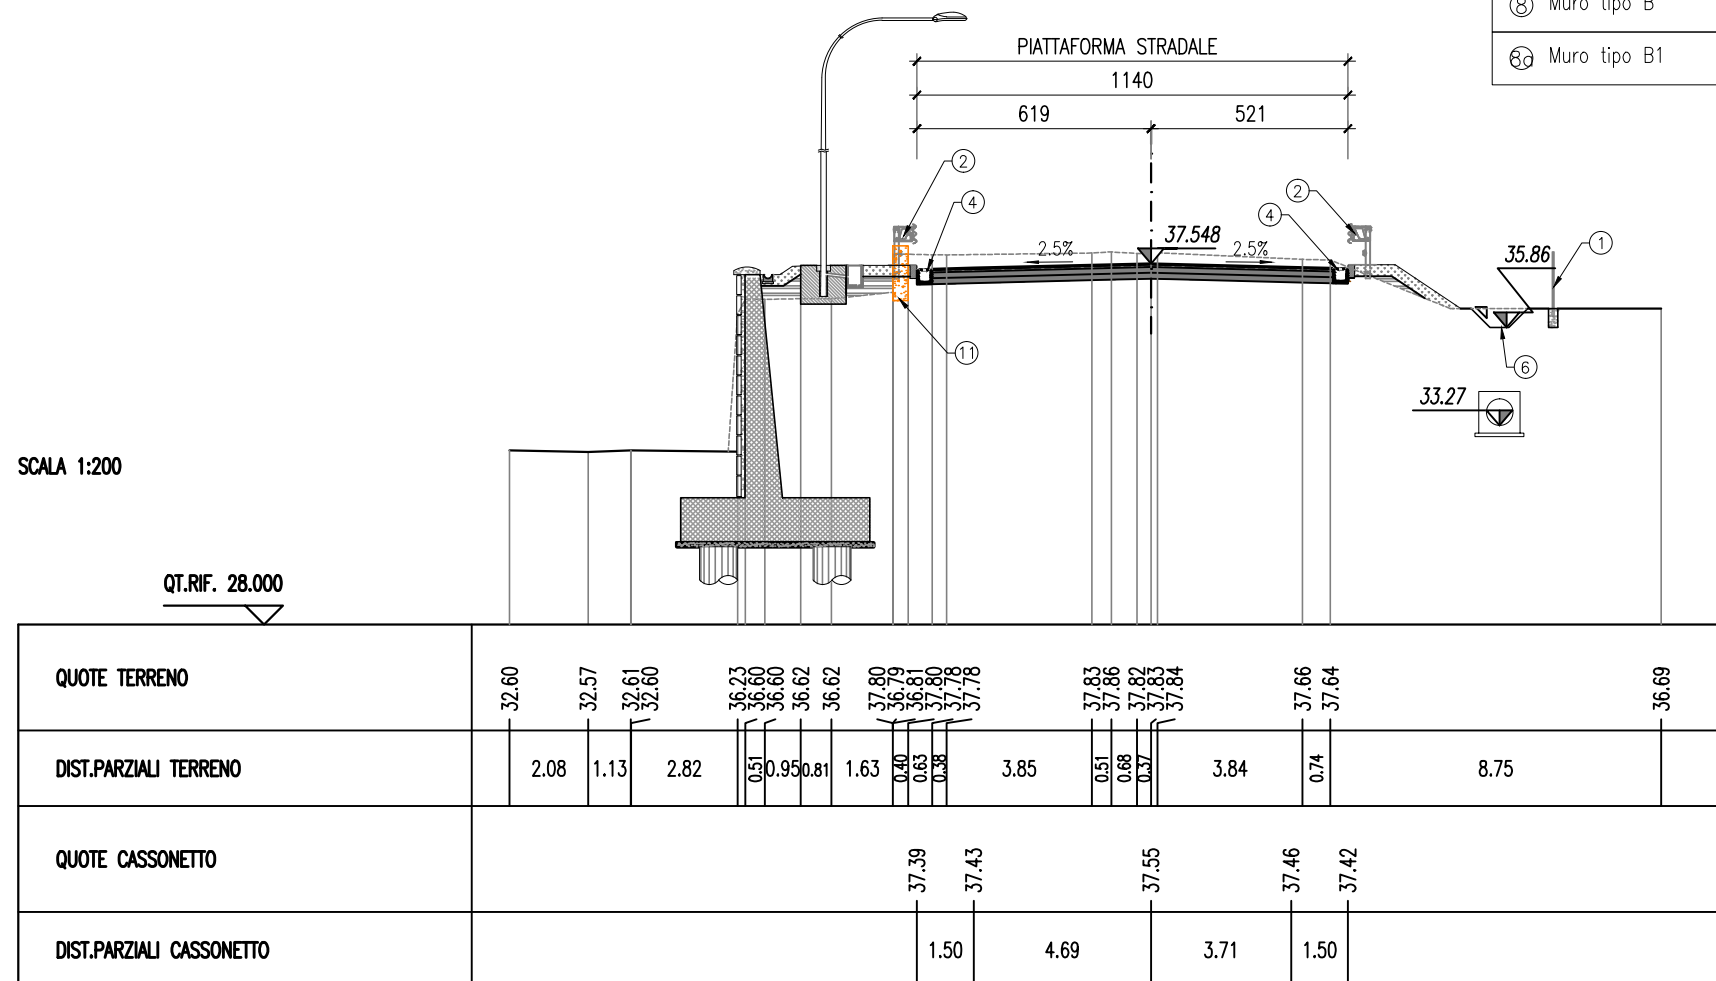 8 Muro tipo B
8a Muro tipo B1
PIATTAFORMA STRADALE
1140
619 521
2
4
2
4
2.5%
37.548
2.5%
35.86
1
11
6
33.27
SCALA 1:200
QT.RIF. 28.000
QUOTE TERRENO 32.60 32.57 32.61 32.60 36.23 36.60 36.60 36.62 36.62 37.80 36.79 36.81 37.80 37.78 37.78 37.83 37.86 37.82 37.83 37.84 37.66 37.64 36.69
DIST.PARZIALI TERRENO 2.08 1.13 2.82 0.51 0.95 0.81 1.63 0.40 0.63 0.38 3.85 0.51 0.68 0.37 3.84 0.74 8.75
QUOTE CASSONETTO 37.39 37.43 37.55 37.46 37.42
DIST.PARZIALI CASSONETTO 1.50 4.69 3.71 1.50